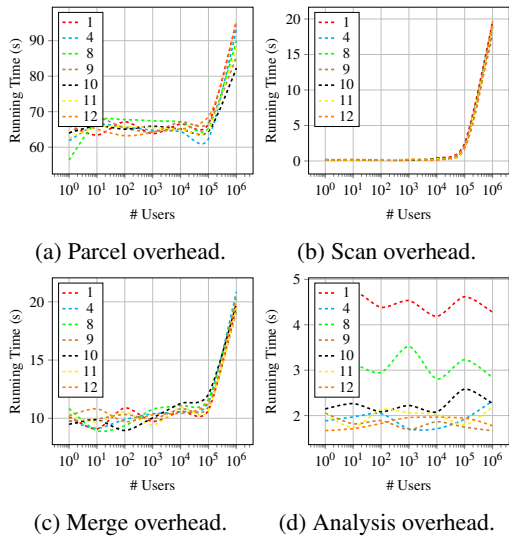 Running Time (s)
90
80
70
60
1
4
8
9
10
11
12
10^0 10^1 10^2 10^3 10^4 10^5 10^6
# Users
(a) Parcel overhead.
Running Time (s)
20
15
10
5
0
1
4
8
9
10
11
12
10^0 10^1 10^2 10^3 10^4 10^5 10^6
# Users
(b) Scan overhead.
Running Time (s)
20
15
10
1
4
8
9
10
11
12
10^0 10^1 10^2 10^3 10^4 10^5 10^6
# Users
(c) Merge overhead.
Running Time (s)
5
4
3
2
1
4
8
9
10
11
12
10^0 10^1 10^2 10^3 10^4 10^5 10^6
# Users
(d) Analysis overhead.